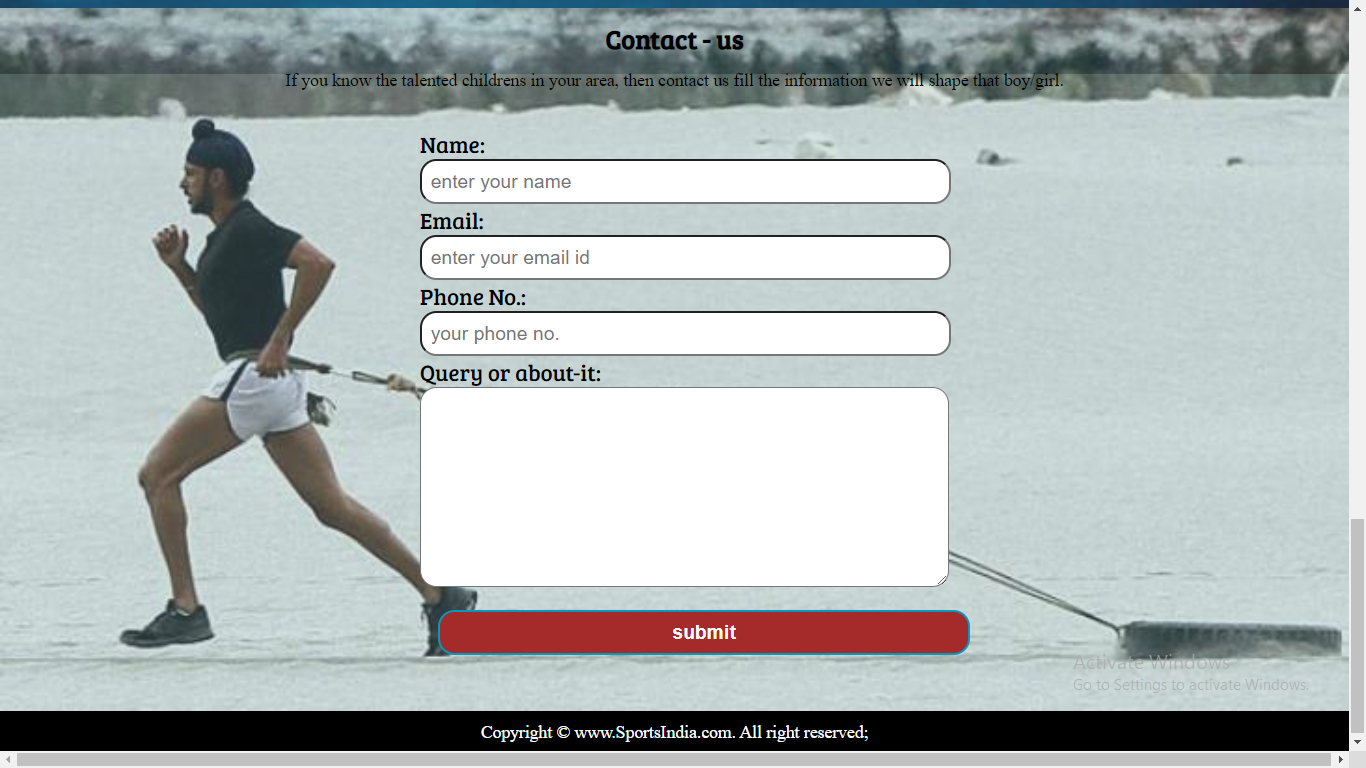 Contact - us
If you know the talented childrens in your area, then contact us fill the information we will shape that boy/girl.
Name:
enter your name
Email:
enter your email id
Phone No.:
your phone no.
Query or about-it:
submit
Activate Windows
Go to Settings to activate Windows.
Copyright © www.SportsIndia.com. All right reserved;